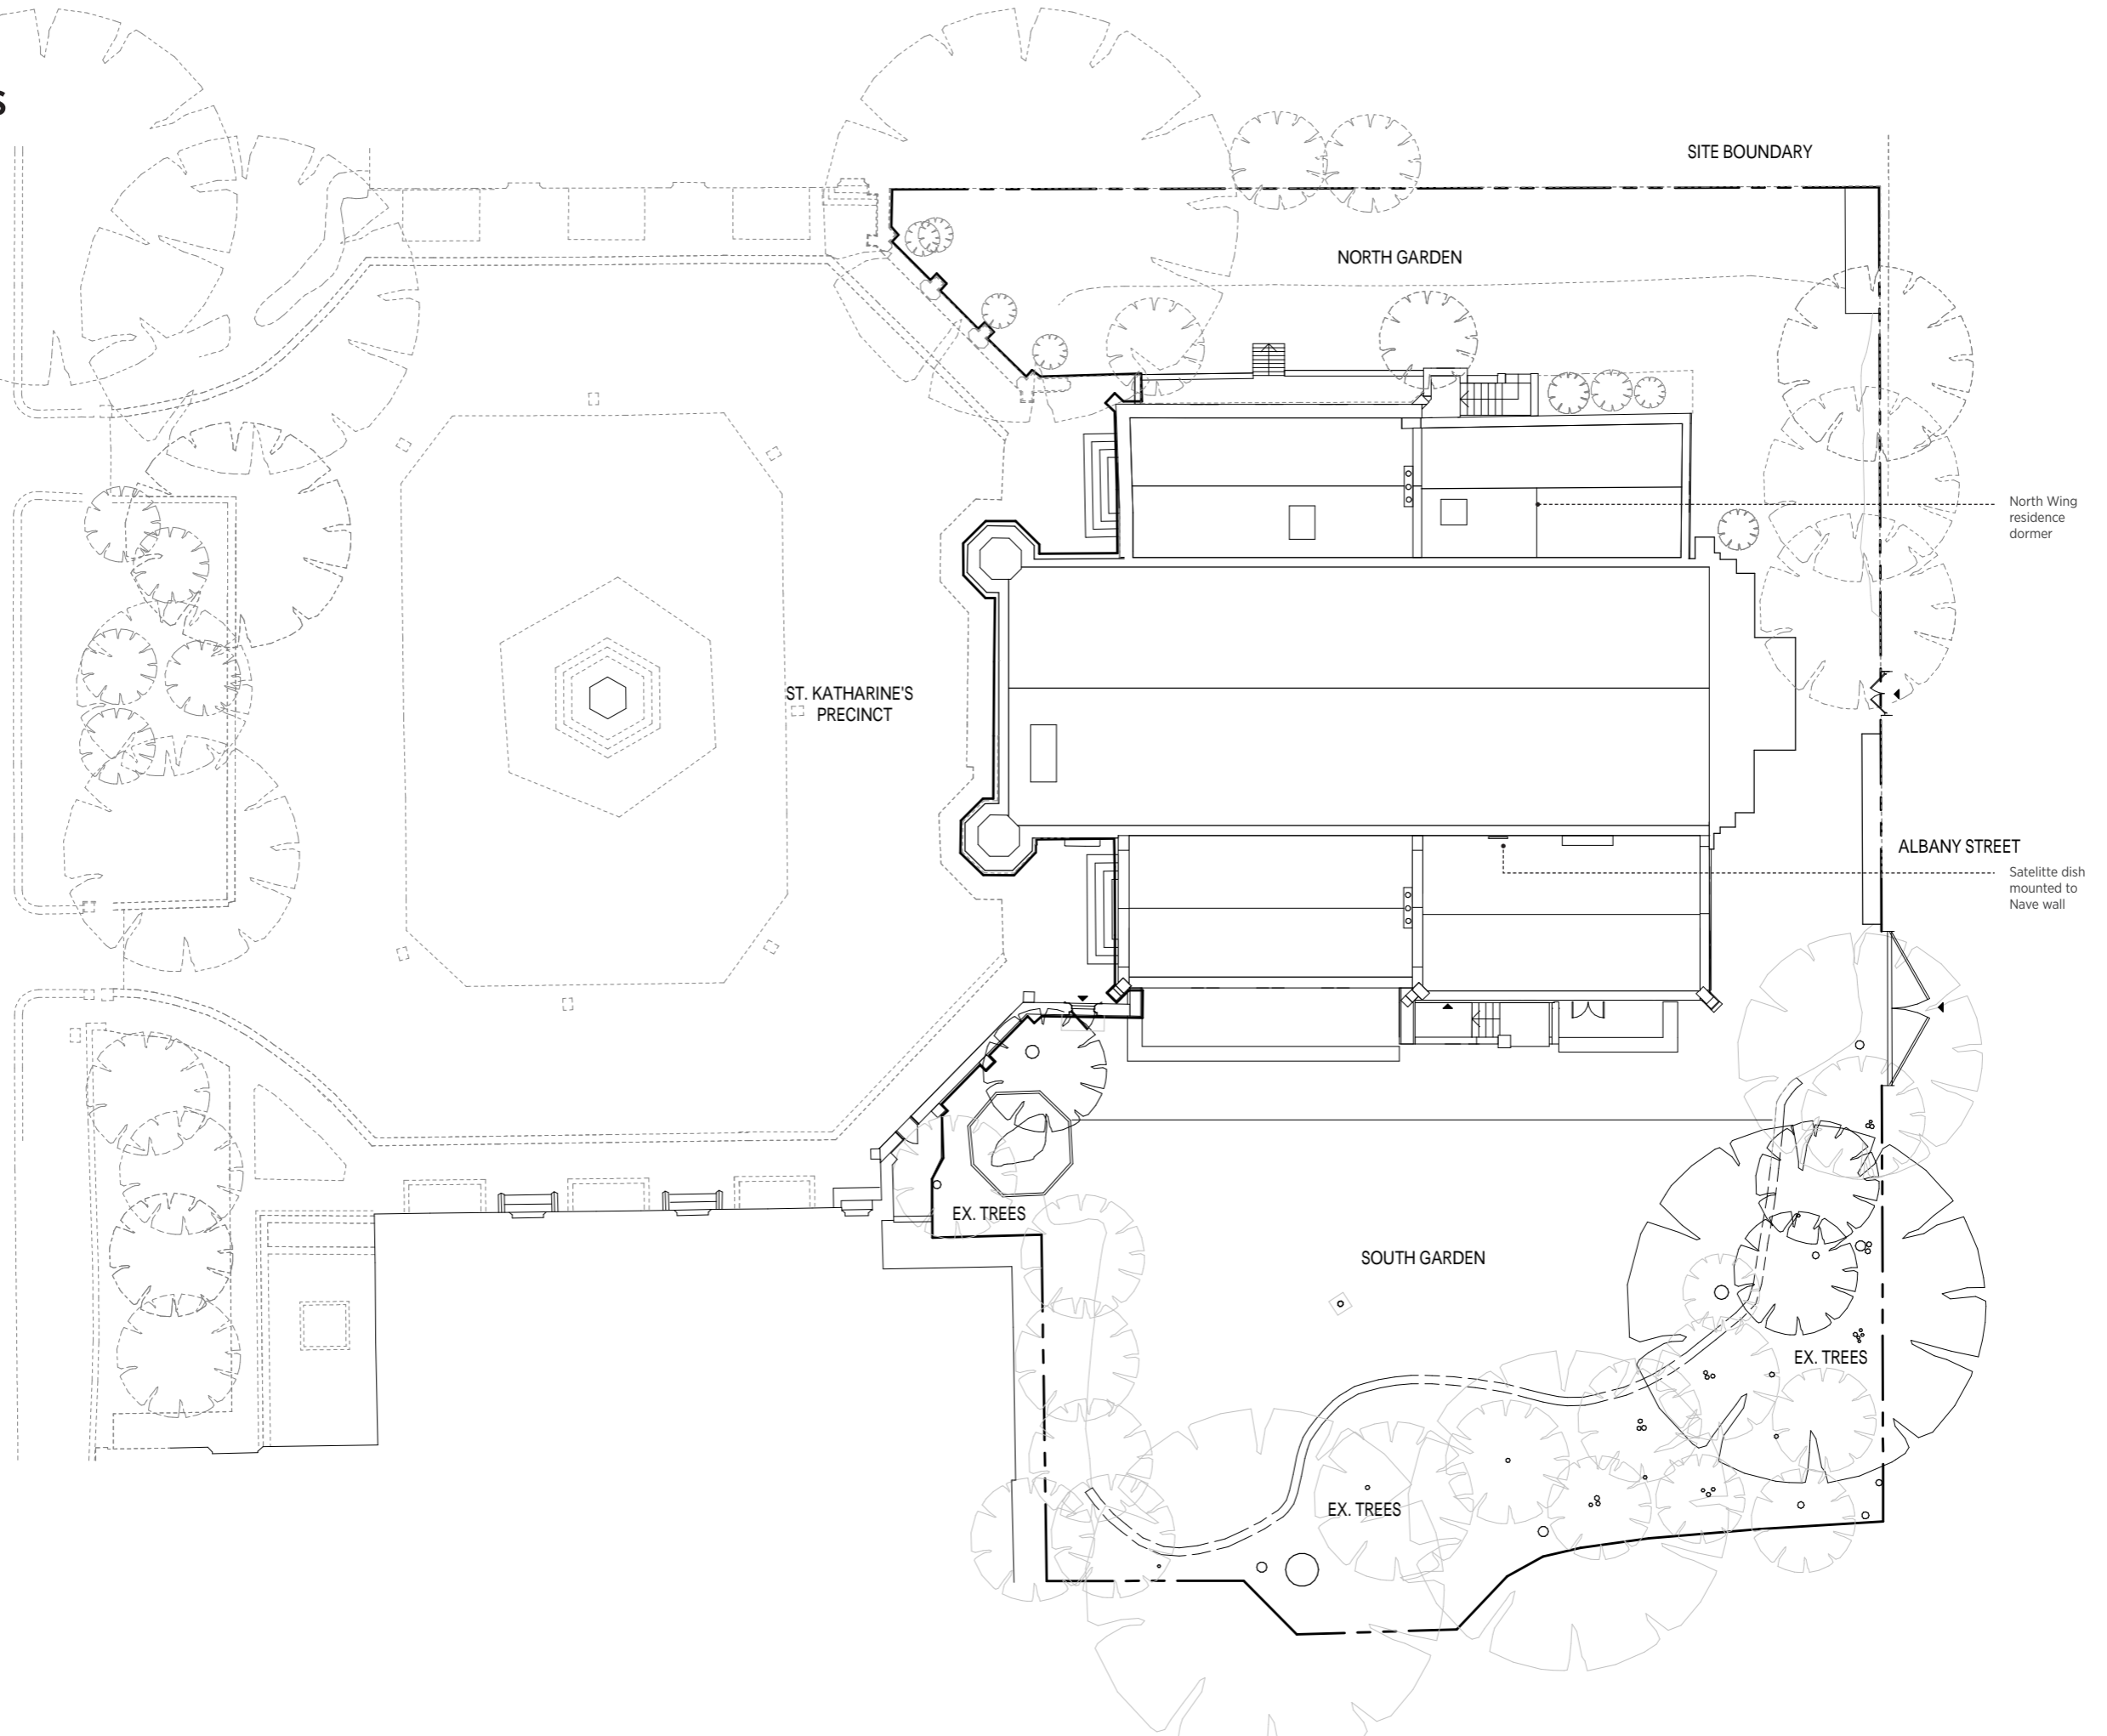 s
SITE BOUNDARY
NORTH GARDEN
North Wing
residence
dormer
ST. KATHARINE'S
PRECINCT
ALBANY STREET
Satelitte dish
mounted to
Nave wall
EX. TREES
SOUTH GARDEN
EX. TREES
EX. TREES